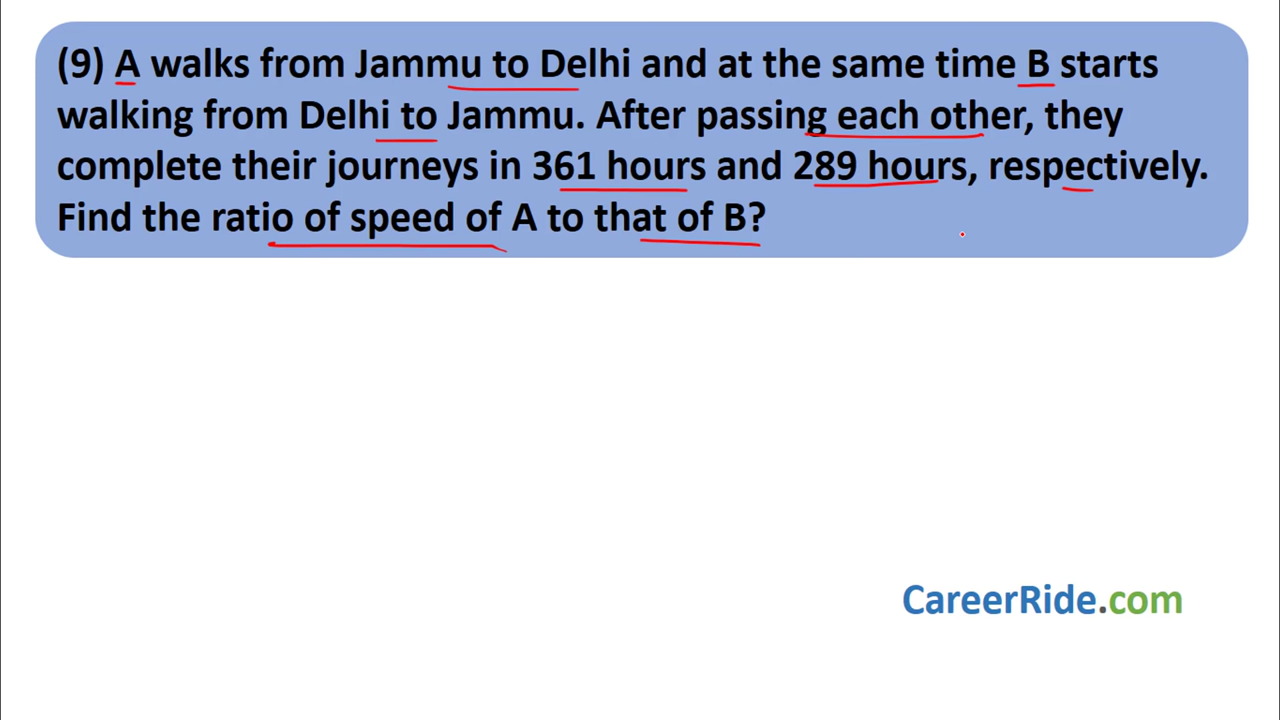 (9) A walks from Jammu to Delhi and at the same time B starts
walking from Delhi to Jammu. After passing each other, they
complete their journeys in 361 hours and 289 hours, respectively.
Find the ratio of speed of A to that of B?
CareerRide.com